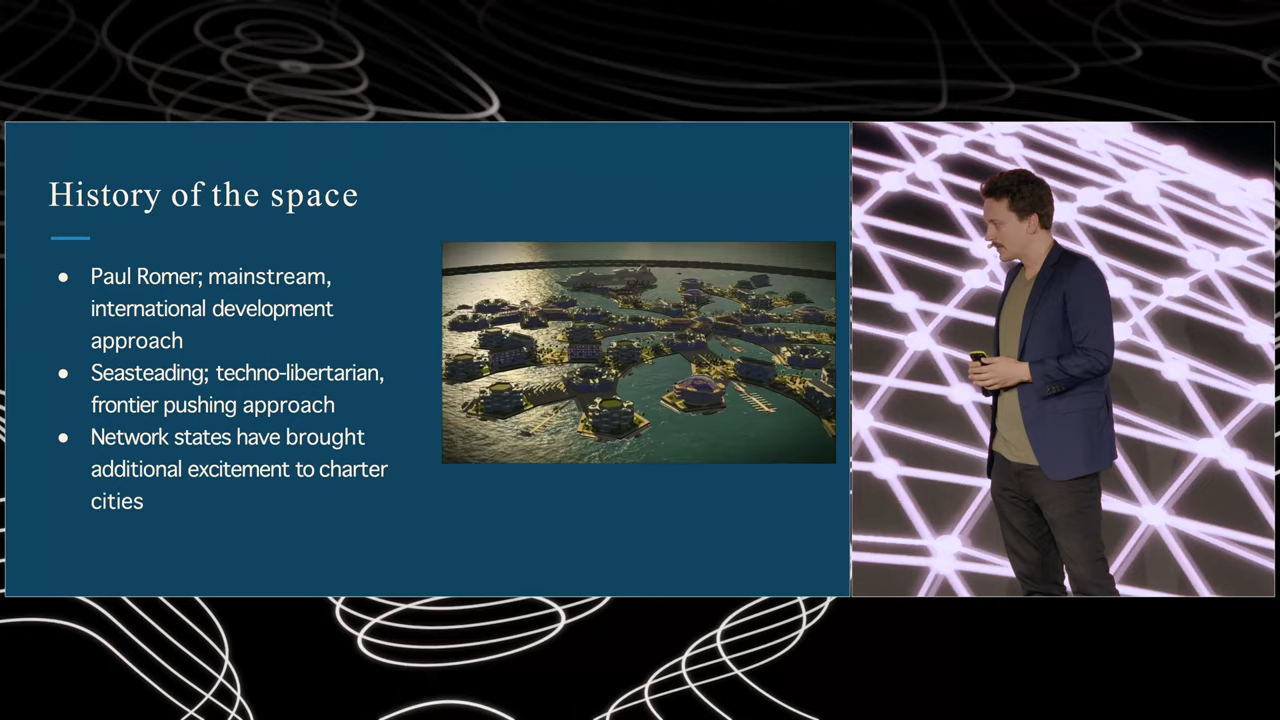 History of the space
• Paul Romer; mainstream,
international development
approach
• Seasteading; techno-libertarian,
frontier pushing approach
• Network states have brought
additional excitement to charter
cities